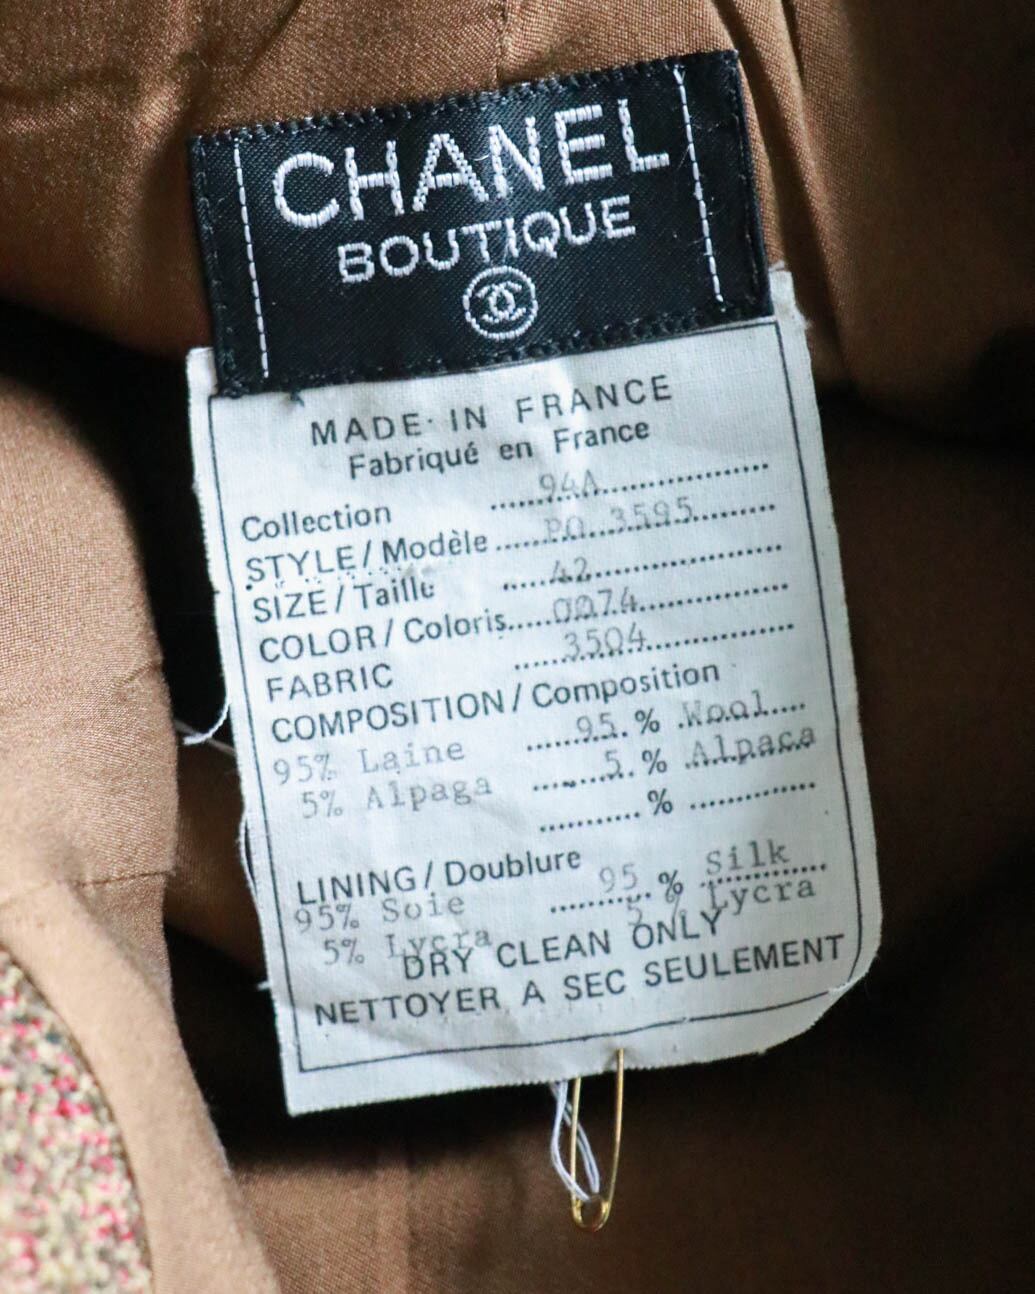 CHANEL
BOUTIQUE
MADE IN FRANCE
Fabriqué en France
Collection 94A
STYLE / Modèle PO 3595
SIZE / Taille 42
COLOR / Coloris 0074
FABRIC 3504
COMPOSITION / Composition
95% Laine 95 % Wool
5% Alpaga 5 % Alpaca
%
LINING / Doublure
95% Soie 95 % Silk
5% Lycra 5 % Lycra
DRY CLEAN ONLY
NETTOYER A SEC SEULEMENT